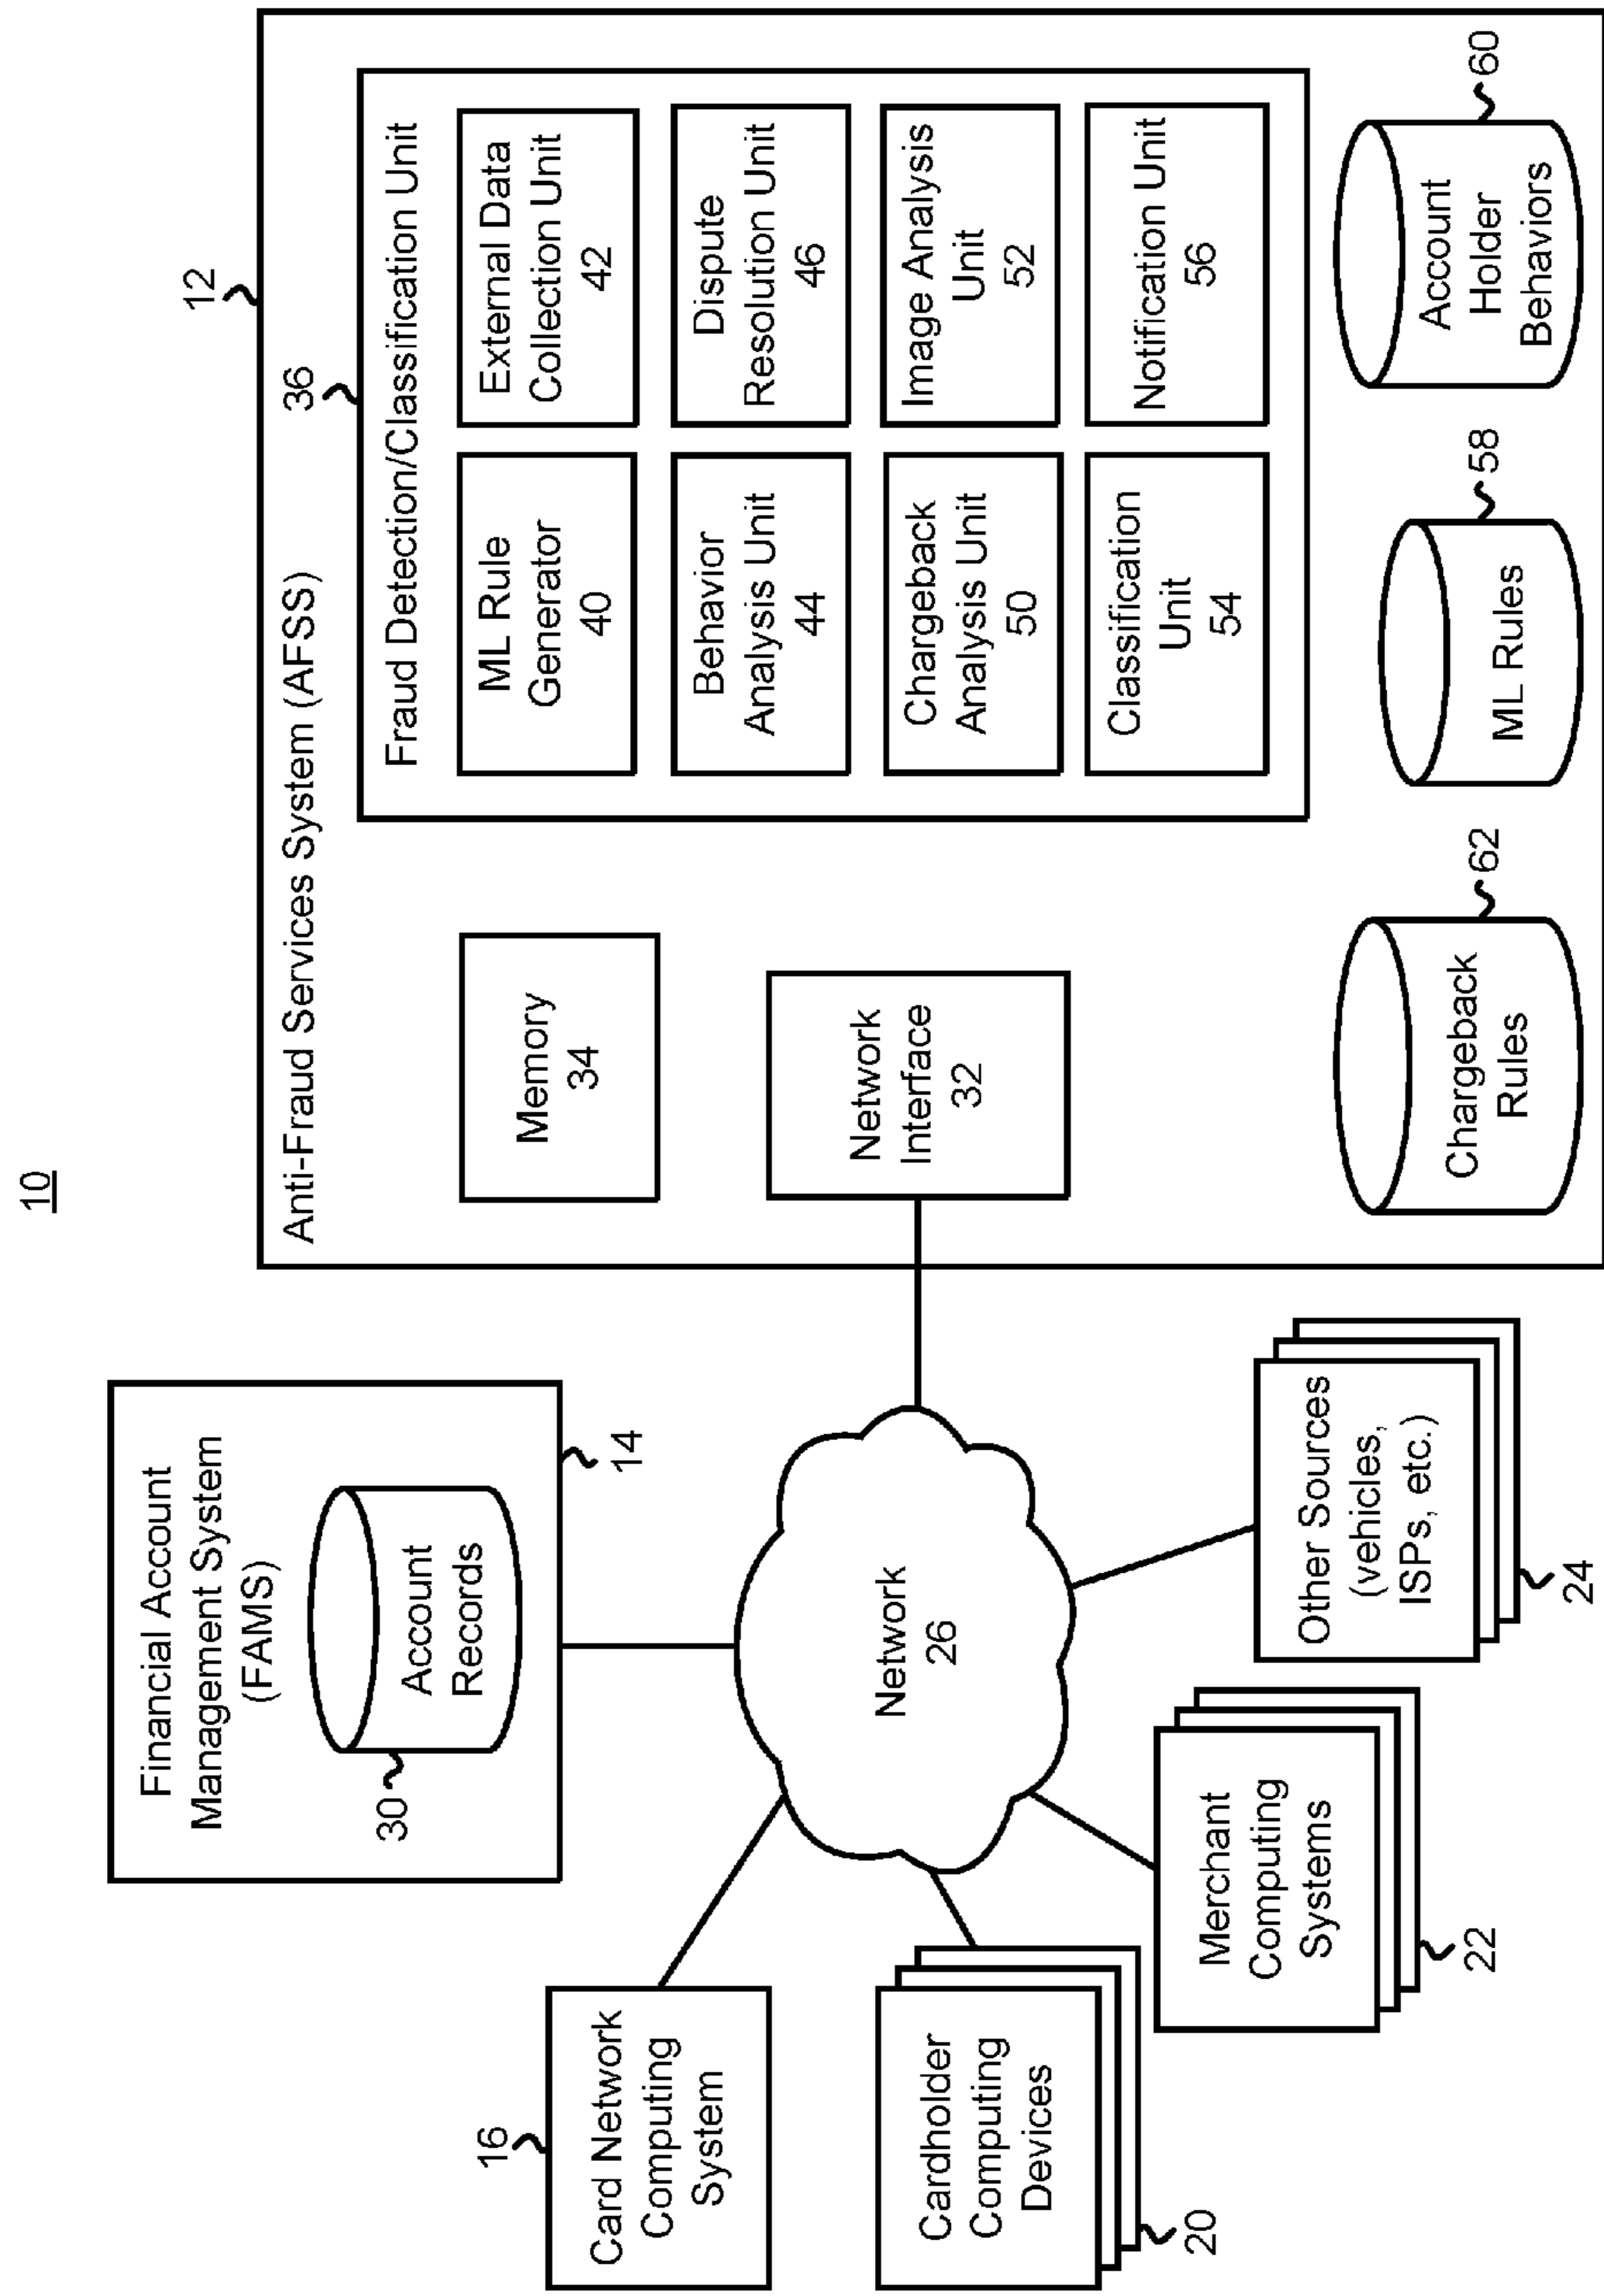 10
Financial Account
Management System
(FAMS)
Account
Records
30
14
16
Card Network
Computing
System
Cardholder
Computing
Devices
20
Merchant
Computing
Systems
22
Other Sources
(vehicles,
ISPs, etc.)
24
Network
26
12
Anti-Fraud Services System (AFSS)
Memory
34
Network
Interface
32
36
Fraud Detection/Classification Unit
ML Rule
Generator
40
External Data
Collection Unit
42
Behavior
Analysis Unit
44
Dispute
Resolution Unit
46
Chargeback
Analysis Unit
50
Image Analysis
Unit
52
Classification
Unit
54
Notification Unit
56
Chargeback
Rules
62
ML Rules
58
Account
Holder
Behaviors
60